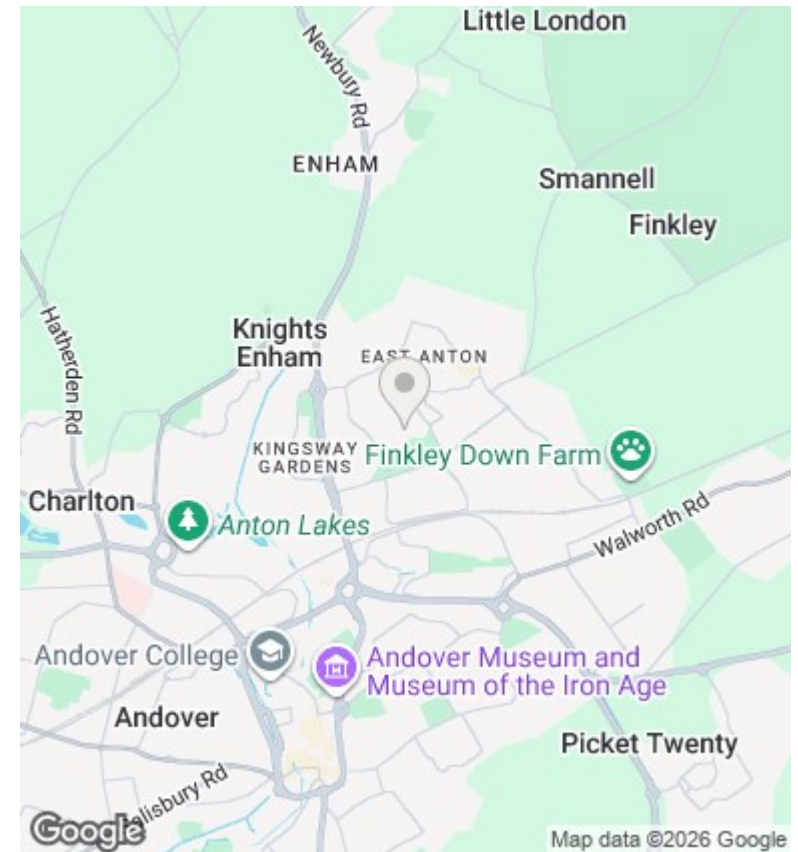 Little London
Newbury Rd
ENHAM
Smannell
Finkley
Hatherden Rd
Knights
Enham
EAST ANTON
KINGSWAY
GARDENS
Finkley Down Farm
Charlton
Anton Lakes
Walworth Rd
Andover College
Andover Museum and
Museum of the Iron Age
Andover
Picket Twenty
Salisbury Rd
Google
Map data ©2026 Google